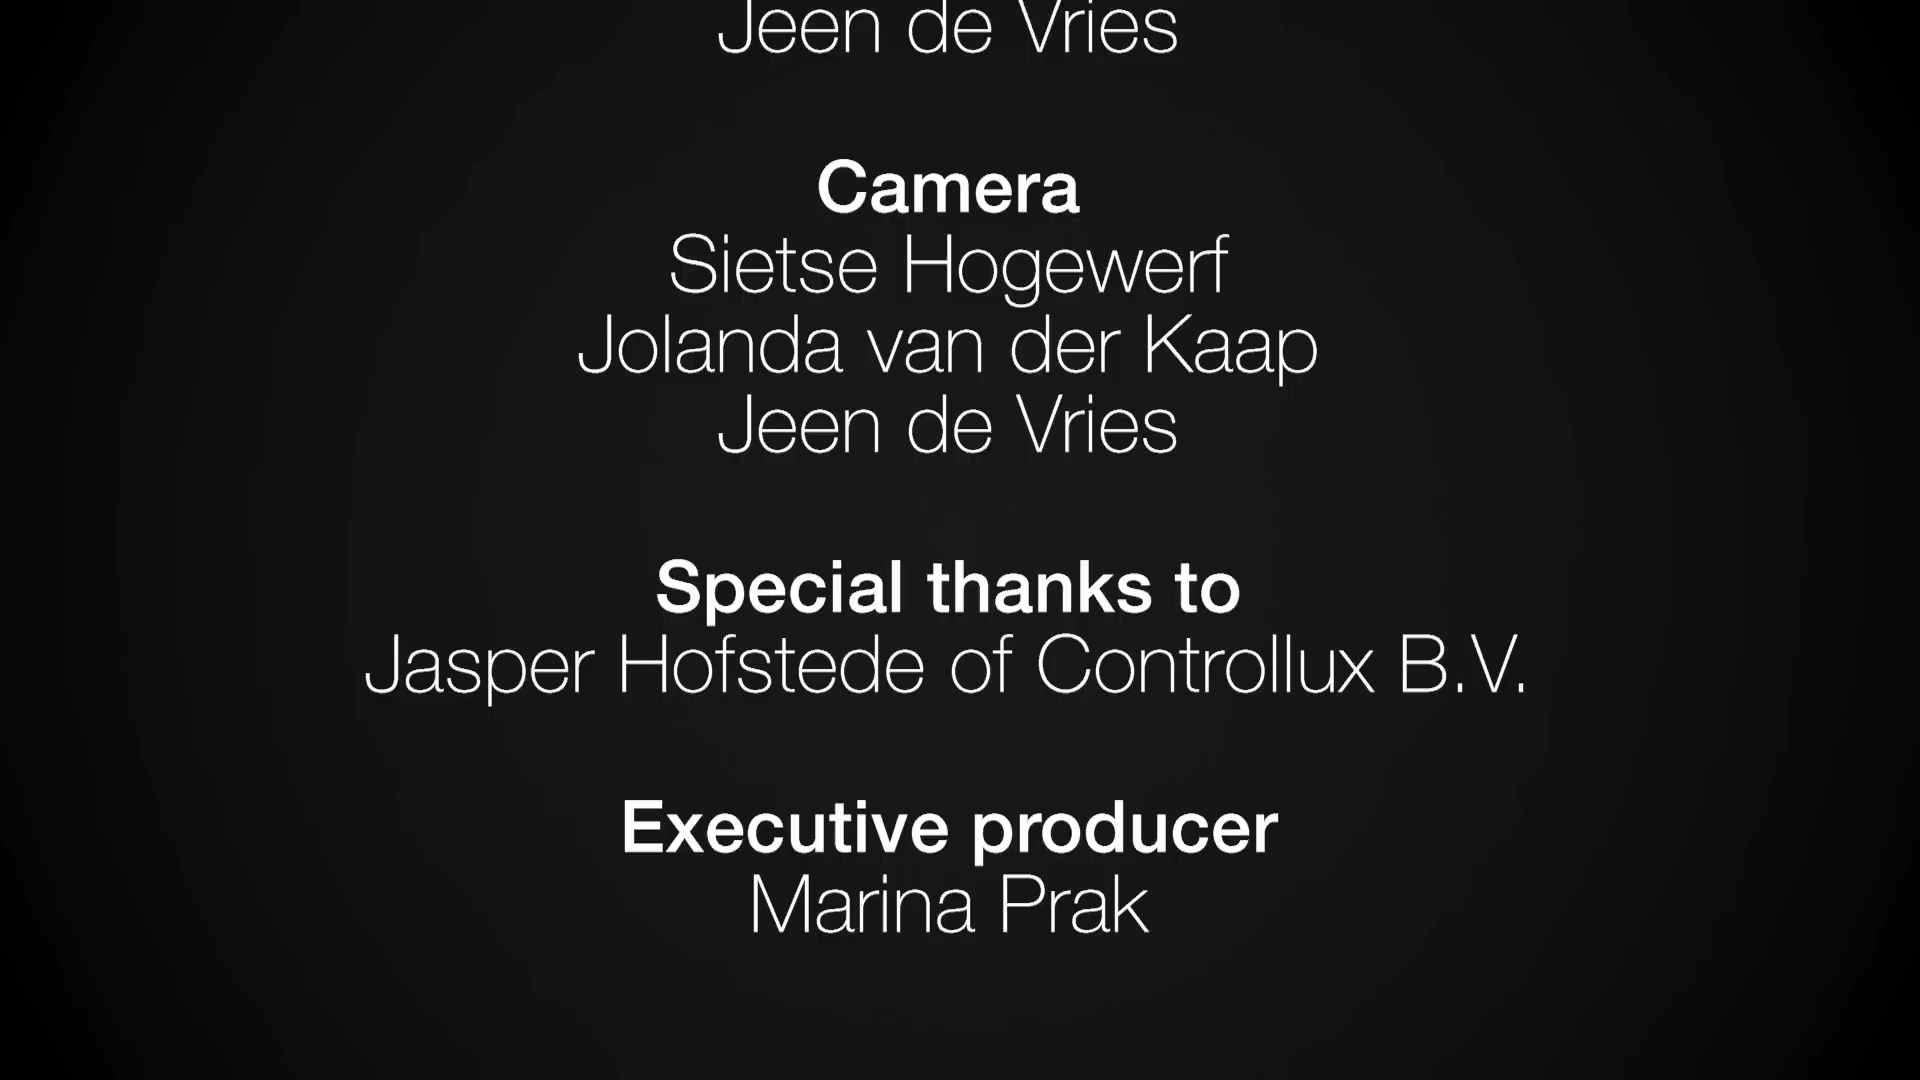 Jeen de Vries
Camera
Sietse Hogewerf
Jolanda van der Kaap
Jeen de Vries
Special thanks to
Jasper Hofstede of Controllux B.V.
Executive producer
Marina Prak